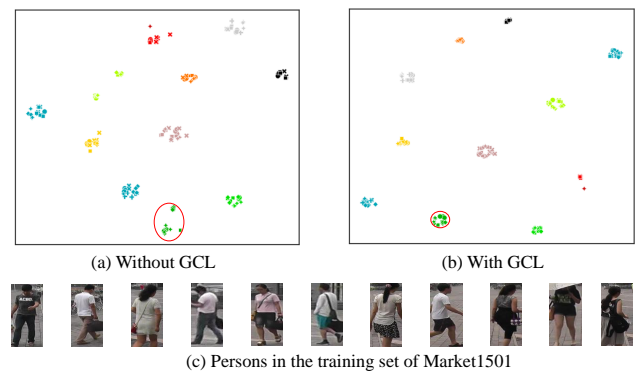 (a) Without GCL
(b) With GCL
(c) Persons in the training set of Market1501